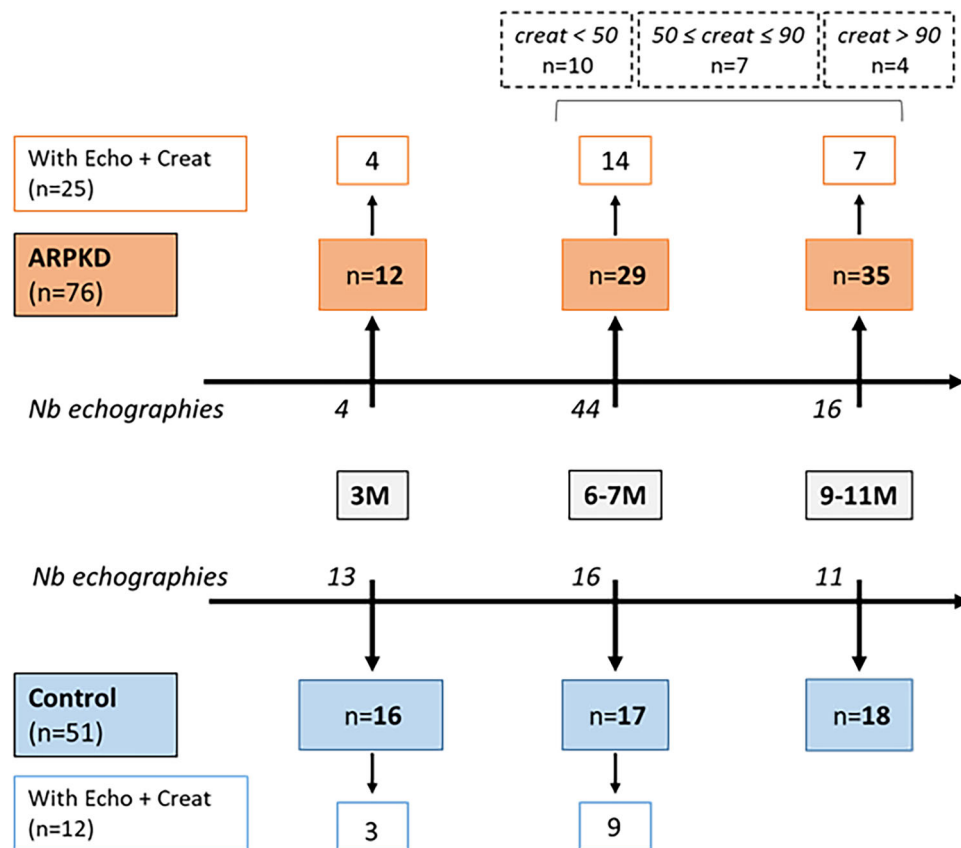 creat < 50
n=10
50 ≤ creat ≤ 90
n=7
creat > 90
n=4
With Echo + Creat
(n=25)
4
14
7
ARPKD
(n=76)
n=12
n=29
n=35
Nb echographies
4
44
16
3M
6-7M
9-11M
Nb echographies
13
16
11
Control
(n=51)
n=16
n=17
n=18
With Echo + Creat
(n=12)
3
9